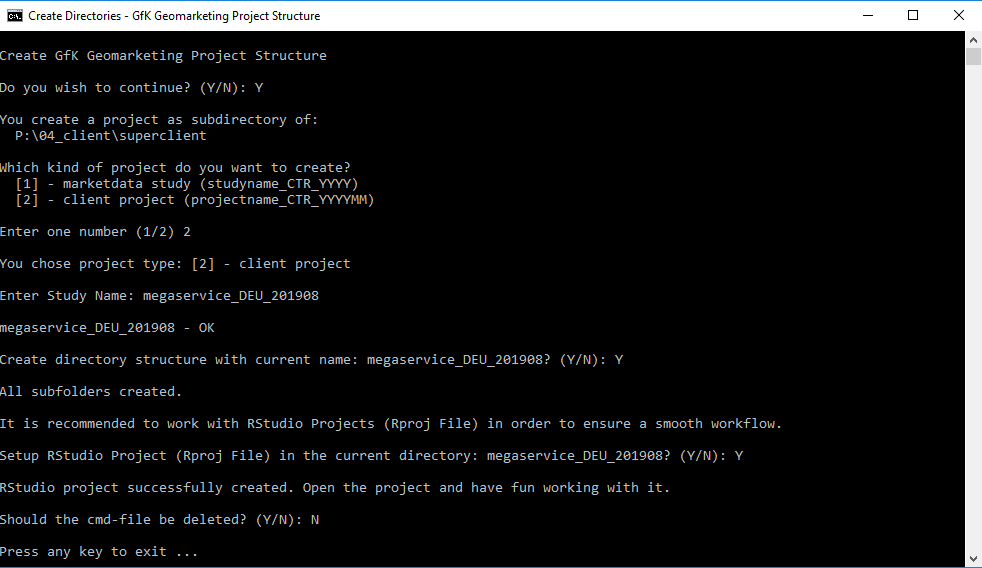 Create Directories - GfK Geomarketing Project Structure
Create GfK Geomarketing Project Structure
Do you wish to continue? (Y/N): Y
You create a project as subdirectory of:
P:\04_client\superclient
Which kind of project do you want to create?
[1] - marketdata study (studyname_CTR_YYYY)
[2] - client project (projectname_CTR_YYYYMM)
Enter one number (1/2) 2
You chose project type: [2] - client project
Enter Study Name: megaservice_DEU_201908
megaservice_DEU_201908 - OK
Create directory structure with current name: megaservice_DEU_201908? (Y/N): Y
All subfolders created.
It is recommended to work with RStudio Projects (Rproj File) in order to ensure a smooth workflow.
Setup RStudio Project (Rproj File) in the current directory: megaservice_DEU_201908? (Y/N): Y
RStudio project successfully created. Open the project and have fun working with it.
Should the cmd-file be deleted? (Y/N): N
Press any key to exit ...